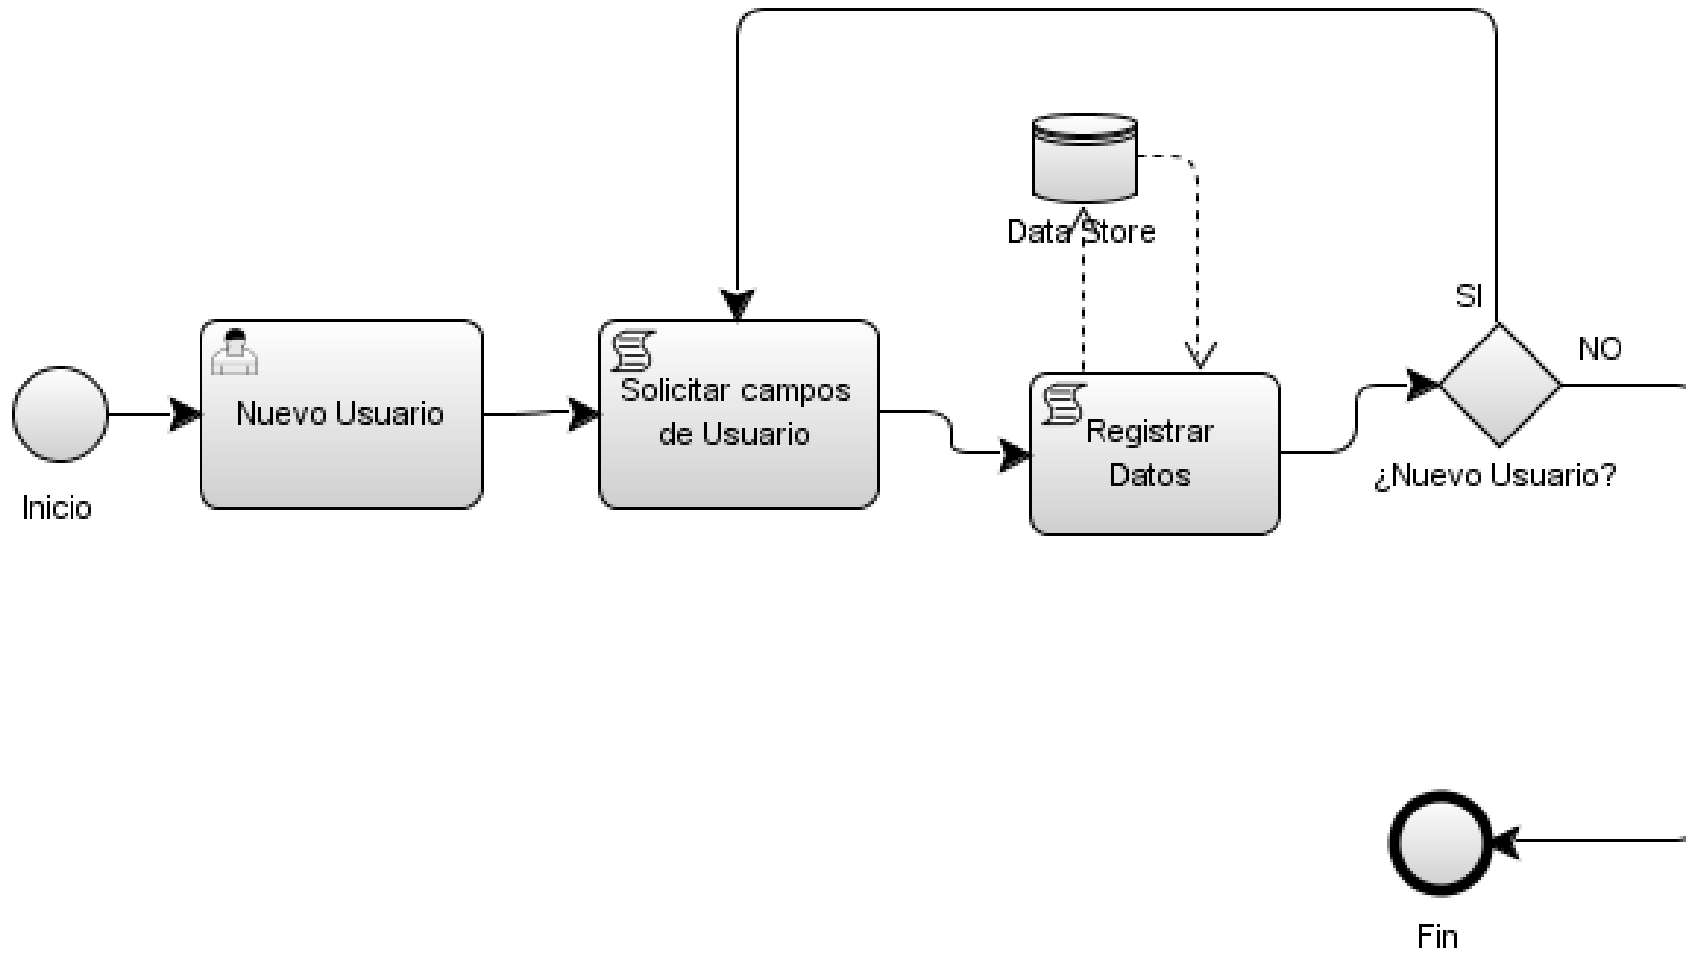 Data Store
SI
NO
Nuevo Usuario
Solicitar campos
de Usuario
Registrar
Datos
¿Nuevo Usuario?
Inicio
Fin